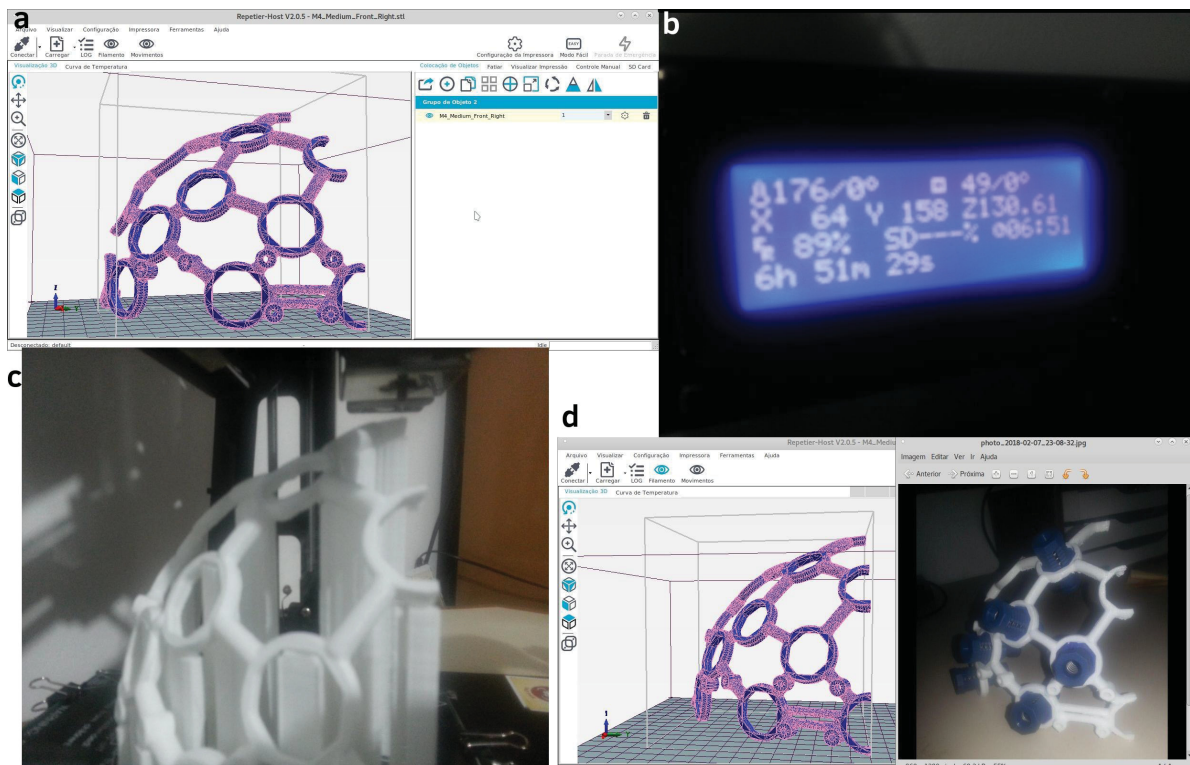 a
Repetier-Host V2.0.5 - M4_Medium_Front_Right.stl
Arquivo Visualizar Configuração Impressora Ferramentas Ajuda
Conectar Carregar LOG Filamento Movimentos
Configuração da Impressora Modo Fácil Parada de Emergência
EASY
Visualização 3D Curva de Temperatura
Colocação de Objetos Fatiar Visualizar Impressão Controle Manual SD Card
Grupo de Objeto 2
M4_Medium_Front_Right 1
Desconectado: default
Idle
b
176/0° 49/0°
X 64 Y 158 Z130.61
89% SD---% 006:51
6h 51m 29s
c
d
Repetier-Host V2.0.5 - M4_Mediu
Arquivo Visualizar Configuração Impressora Ferramentas Ajuda
Conectar Carregar LOG Filamento Movimentos
Visualização 3D Curva de Temperatura
photo_2018-02-07_23-08-32.jpg
Imagem Editar Ver Ir Ajuda
Anterior Próxima